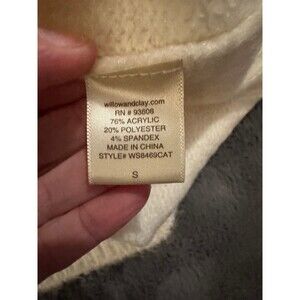 willowandclay.com
RN # 93608
76% ACRYLIC
20% POLYESTER
4% SPANDEX
MADE IN CHINA
STYLE# WS8469CAT
S